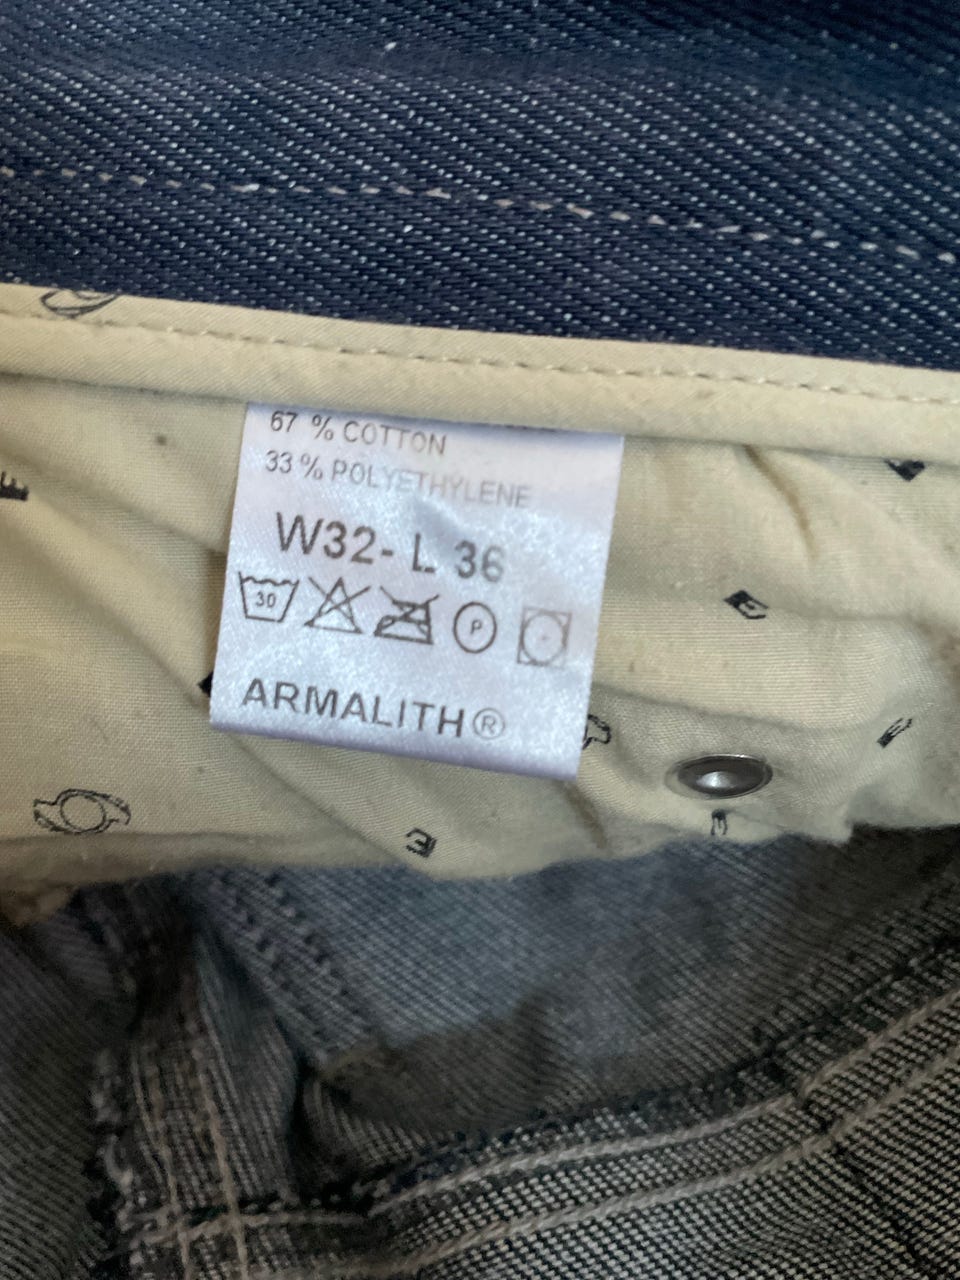 67 % COTTON
33 % POLYETHYLENE
W32- L 36
30 P
ARMALITH®